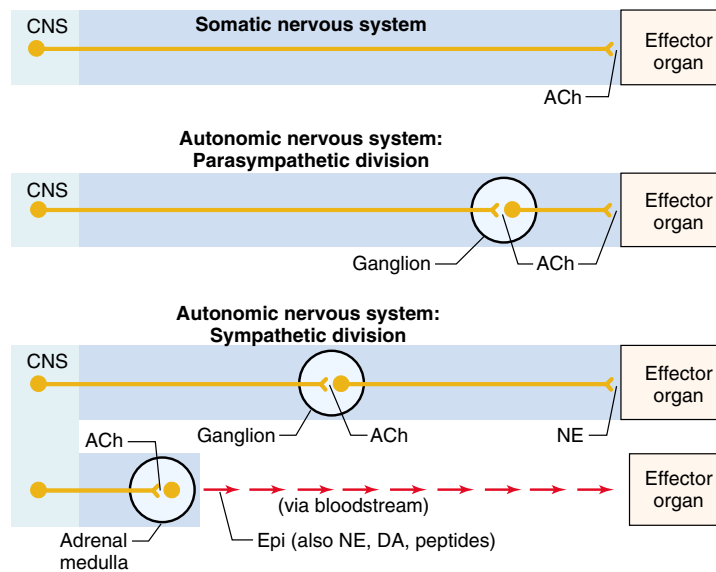 CNS
Somatic nervous system
Effector
organ
ACh
Autonomic nervous system:
Parasympathetic division
CNS
Effector
organ
Ganglion
ACh
Autonomic nervous system:
Sympathetic division
CNS
Effector
organ
Ganglion
ACh
NE
ACh
Effector
organ
(via bloodstream)
Adrenal
medulla
Epi (also NE, DA, peptides)